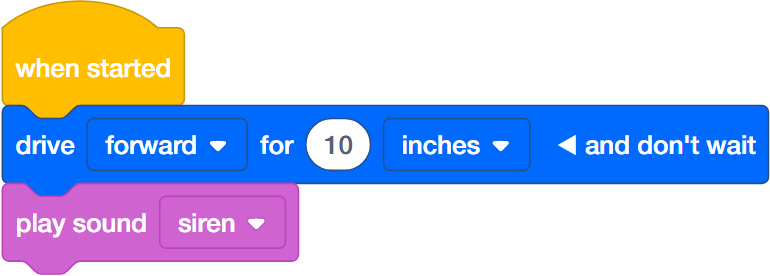 when started
drive forward for 10 inches and don't wait
play sound siren